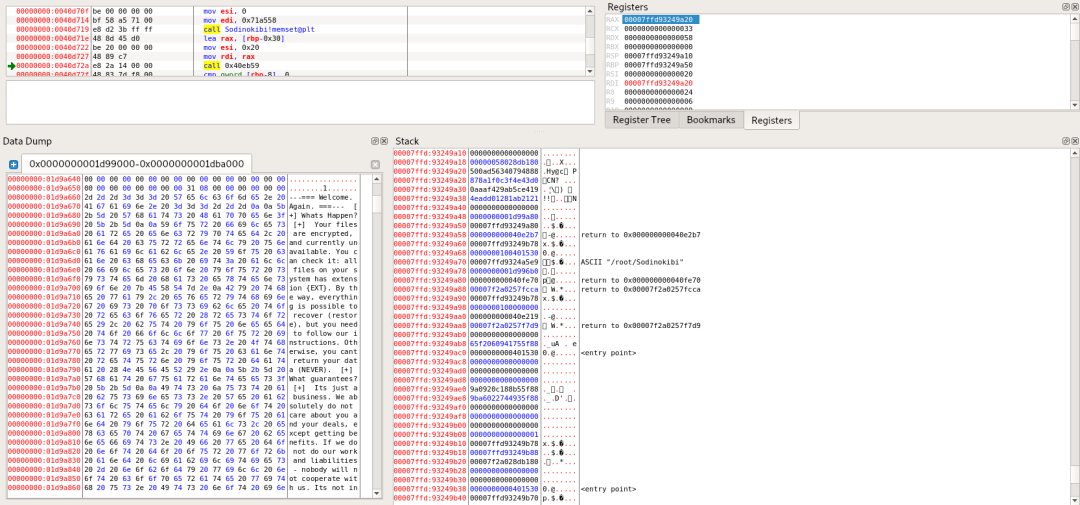 00000000:0040d70f be 00 00 00 00 mov esi, 0
00000000:0040d714 bf 58 a5 71 00 mov edi, 0x71a558
00000000:0040d719 e8 d2 3b ff ff call Sodinokibi!memset@plt
00000000:0040d71e 48 8d 45 d0 lea rax, [rbp-0x30]
00000000:0040d722 be 20 00 00 00 mov esi, 0x20
00000000:0040d727 48 89 c7 mov rdi, rax
00000000:0040d72a e8 2a 14 00 00 call 0x40eb59
00000000:0040d72f 48 83 7d f8 00 cmp qword [rbp-8], 0
Registers
RAX 00007ffd93249a20
RCX 0000000000000033
RDX 0000000000000058
RBX 0000000000000000
RSP 00007ffd93249a10
RBP 00007ffd93249a50
RSI 0000000000000020
RDI 00007ffd93249a20
R8 0000000000000024
R9 0000000000000006
Register Tree Bookmarks Registers
Data Dump
0x0000000001d99000-0x0000000001dba000
00000000:01d9a640 00 00 00 00 00 00 00 00 00 00 00 00 00 00 00 00 ................
00000000:01d9a650 00 00 00 00 00 00 00 00 31 08 00 00 00 00 00 00 ........1.......
00000000:01d9a660 2d 2d 2d 3d 3d 3d 20 57 65 6c 63 6f 6d 65 2e 20 ---=== Welcome.
00000000:01d9a670 41 67 61 69 6e 2e 20 3d 3d 3d 2d 2d 2d 0a 0a 5b Again. ===--- [
00000000:01d9a680 2b 5d 20 57 68 61 74 73 20 48 61 70 70 65 6e 3f +] Whats Happen?
00000000:01d9a690 20 5b 2b 5d 0a 0a 59 6f 75 72 20 66 69 6c 65 73 [+] Your files
00000000:01d9a6a0 20 61 72 65 20 65 6e 63 72 79 70 74 65 64 2c 20 are encrypted,
00000000:01d9a6b0 61 6e 64 20 63 75 72 72 65 6e 74 6c 79 20 75 6e and currently un
00000000:01d9a6c0 61 76 61 69 6c 61 62 6c 65 2e 20 59 6f 75 20 63 available. You c
00000000:01d9a6d0 61 6e 20 63 68 65 63 6b 20 69 74 3a 20 61 6c 6c an check it: all
00000000:01d9a6e0 20 66 69 6c 65 73 20 6f 6e 20 79 6f 75 72 20 73 files on your s
00000000:01d9a6f0 79 73 74 65 6d 20 68 61 73 20 65 78 74 65 6e 73 ystem has extens
00000000:01d9a700 69 6f 6e 20 7b 45 58 54 7d 2e 0a 42 79 20 74 68 ion {EXT}. By th
00000000:01d9a710 65 20 77 61 79 2c 20 65 76 65 72 79 74 68 69 6e e way, everythin
00000000:01d9a720 67 20 69 73 20 70 6f 73 73 69 62 6c 65 20 74 6f g is possible to
00000000:01d9a730 20 72 65 63 6f 76 65 72 20 28 72 65 73 74 6f 72 recover (restor
00000000:01d9a740 65 29 2c 20 62 75 74 20 79 6f 75 20 6e 65 65 64 e), but you need
00000000:01d9a750 20 74 6f 20 66 6f 6c 6c 6f 77 20 6f 75 72 20 69 to follow our i
00000000:01d9a760 6e 73 74 72 75 63 74 69 6f 6e 73 2e 20 4f 74 68 nstructions. Oth
00000000:01d9a770 65 72 77 69 73 65 2c 20 79 6f 75 20 63 61 6e 74 erwise, you cant
00000000:01d9a780 20 72 65 74 75 72 6e 20 79 6f 75 72 20 64 61 74 return your dat
00000000:01d9a790 61 20 28 4e 45 56 45 52 29 2e 0a 0a 5b 2b 5d 20 a (NEVER). [+]
00000000:01d9a7a0 57 68 61 74 20 67 75 61 72 61 6e 74 65 65 73 3f What guarantees?
00000000:01d9a7b0 20 5b 2b 5d 0a 0a 49 74 73 20 6a 75 73 74 20 61 [+] Its just a
00000000:01d9a7c0 20 62 75 73 69 6e 65 73 73 2e 20 57 65 20 61 62 business. We ab
00000000:01d9a7d0 73 6f 6c 75 74 65 6c 79 20 64 6f 20 6e 6f 74 20 solutely do not
00000000:01d9a7e0 63 61 72 65 20 61 62 6f 75 74 20 79 6f 75 20 61 care about you a
00000000:01d9a7f0 6e 64 20 79 6f 75 72 20 64 65 61 6c 73 2c 20 65 nd your deals, e
00000000:01d9a800 78 63 65 70 74 20 67 65 74 74 69 6e 67 20 62 65 xcept getting be
00000000:01d9a810 6e 65 66 69 74 73 2e 20 49 66 20 77 65 20 64 6f nefits. If we do
00000000:01d9a820 20 6e 6f 74 20 64 6f 20 6f 75 72 20 77 6f 72 6b not do our work
00000000:01d9a830 20 61 6e 64 20 6c 69 61 62 69 6c 69 74 69 65 73 and liabilities
00000000:01d9a840 20 2d 20 6e 6f 62 6f 64 79 20 77 69 6c 6c 20 6e - nobody will n
00000000:01d9a850 6f 74 20 63 6f 6f 70 65 72 61 74 65 20 77 69 74 ot cooperate wit
00000000:01d9a860 68 20 75 73 2e 20 49 74 73 20 6e 6f 74 20 69 6e h us. Its not in
Stack
00007ffd:93249a10 0000000000000000 ........
00007ffd:93249a18 00000058028db180
00007ffd:93249a20 500ad56340794888
00007ffd:93249a28 878a1f0c3f4e43d0
00007ffd:93249a30 0aaaf429ab5ce419
00007ffd:93249a38 4eadd01281ab2121
00007ffd:93249a40 0000000000000000 ........
00007ffd:93249a48 0000000001d99a80
00007ffd:93249a50 00007ffd93249a88
00007ffd:93249a58 000000000040e2b7 return to 0x000000000040e2b7
00007ffd:93249a60 00007ffd93249b78
00007ffd:93249a68 0000000100401530
00007ffd:93249a70 00007ffd9324a5e9 ASCII "/root/Sodinokibi"
00007ffd:93249a78 0000000001d996b0
00007ffd:93249a80 000000000040fe70 return to 0x000000000040fe70
00007ffd:93249a88 00007f2a0257fcca return to 0x00007f2a0257fcca
00007ffd:93249a90 00007ffd93249b78
00007ffd:93249a98 0000000100000000
00007ffd:93249aa0 000000000040e219
00007ffd:93249aa8 00007f2a0257f7d9 return to 0x00007f2a0257f7d9
00007ffd:93249ab0 0000000000000000 ........
00007ffd:93249ab8 65f2060941755f88
00007ffd:93249ac0 0000000000401530 0.@..... <entry point>
00007ffd:93249ac8 0000000000000000 ........
00007ffd:93249ad0 0000000000000000 ........
00007ffd:93249ad8 0000000000000000 ........
00007ffd:93249ae0 9a0920c188b55f88
00007ffd:93249ae8 9ba6022744935f88
00007ffd:93249af0 0000000000000000 ........
00007ffd:93249af8 0000000000000000 ........
00007ffd:93249b00 0000000000000000 ........
00007ffd:93249b08 0000000000000001 ........
00007ffd:93249b10 00007ffd93249b78
00007ffd:93249b18 00007ffd93249b88
00007ffd:93249b20 00007f2a028db180
00007ffd:93249b28 0000000000000000 ........
00007ffd:93249b30 0000000000000000 ........
00007ffd:93249b38 0000000000401530 0.@..... <entry point>
00007ffd:93249b40 00007ffd93249b70